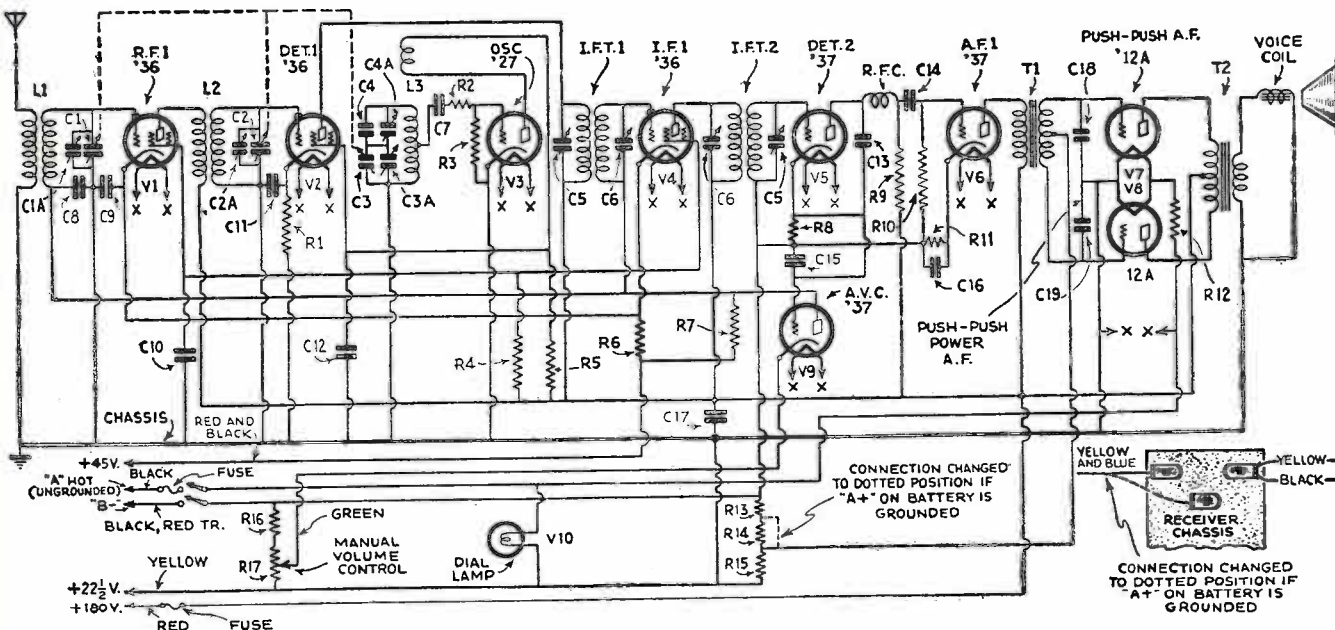 R.F.1
'36
DET.1
'36
OSC
'27
I.F.T.1
I.F.1
'36
I.F.T.2
DET.2
'37
R.F.C.
C14
A.F.1
'37
T1
C18
PUSH-PUSH A.F.
'12A
T2
VOICE
COIL
L1
C1
L2
C2
C4
C4A
L3
R2
C7
R3
V1
V2
V3
V4
V5
V6
V7
V8
C1A
C8
C9
C2A
C11
R1
C3
C3A
C5
C6
C6
C5
C13
R8
R9
R10
R11
C15
C16
C19
12A
R12
X X
X X
X X
X X
X X
X X
X X
X X
A.V.C.
'37
V9
PUSH-PUSH
POWER
A.F.
C10
C12
R4
R5
R6
R7
C17
CHASSIS
RED AND
BLACK
+45V.
"A" HOT
(UNGROUNDED)
BLACK
FUSE
"B-"
BLACK, RED TR.
GREEN
R16
R17
MANUAL
VOLUME
CONTROL
DIAL
LAMP
V10
R13
R14
R15
CONNECTION CHANGED
TO DOTTED POSITION IF
"A+" ON BATTERY IS
GROUNDED
YELLOW
AND BLUE
YELLOW
BLACK
RECEIVER
CHASSIS
CONNECTION CHANGED
TO DOTTED POSITION IF
"A+" ON BATTERY IS
GROUNDED
YELLOW
+22½ V.
+180V.
RED
FUSE